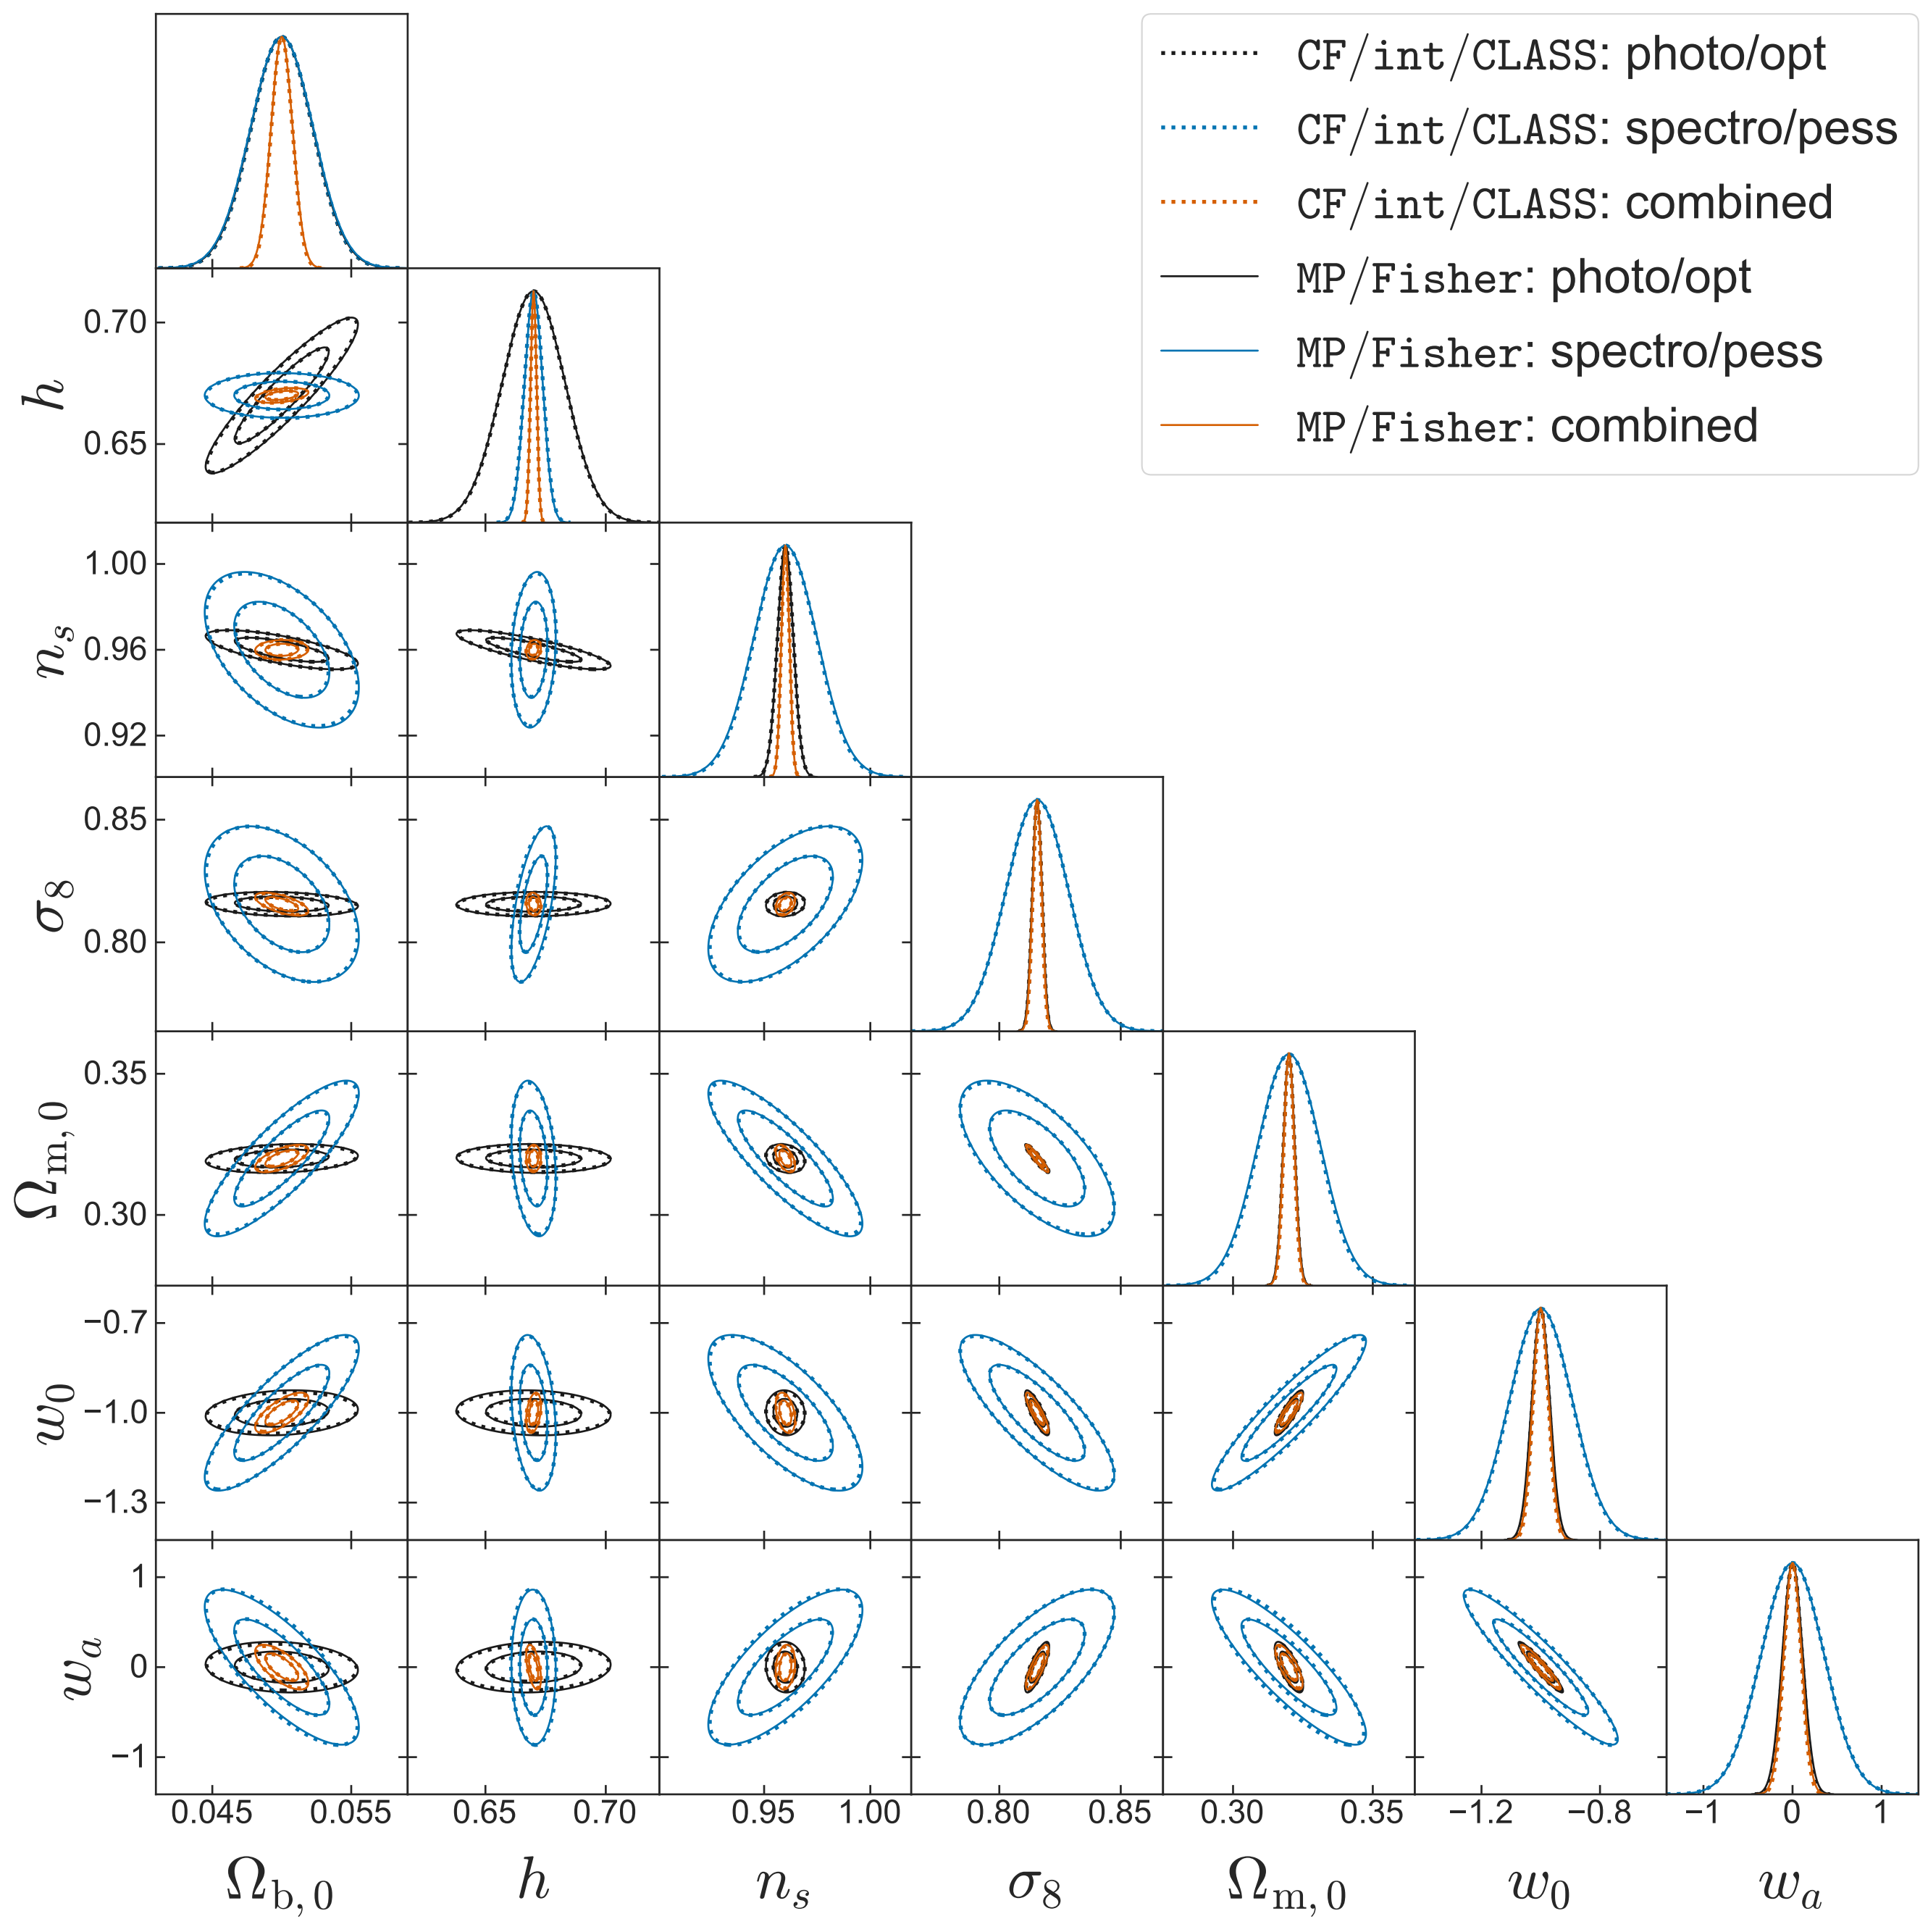 CF/int/CLASS: photo/opt
CF/int/CLASS: spectro/pess
CF/int/CLASS: combined
MP/Fisher: photo/opt
MP/Fisher: spectro/pess
MP/Fisher: combined
0.70
h
0.65
1.00
n_s
0.96
0.92
0.85
σ_8
0.80
0.35
Ω_{m,0}
0.30
−0.7
w_0
−1.0
−1.3
1
w_a
0
−1
0.045 0.055 0.65 0.70 0.95 1.00 0.80 0.85 0.30 0.35 −1.2 −0.8 −1 0 1
Ω_{b,0} h n_s σ_8 Ω_{m,0} w_0 w_a